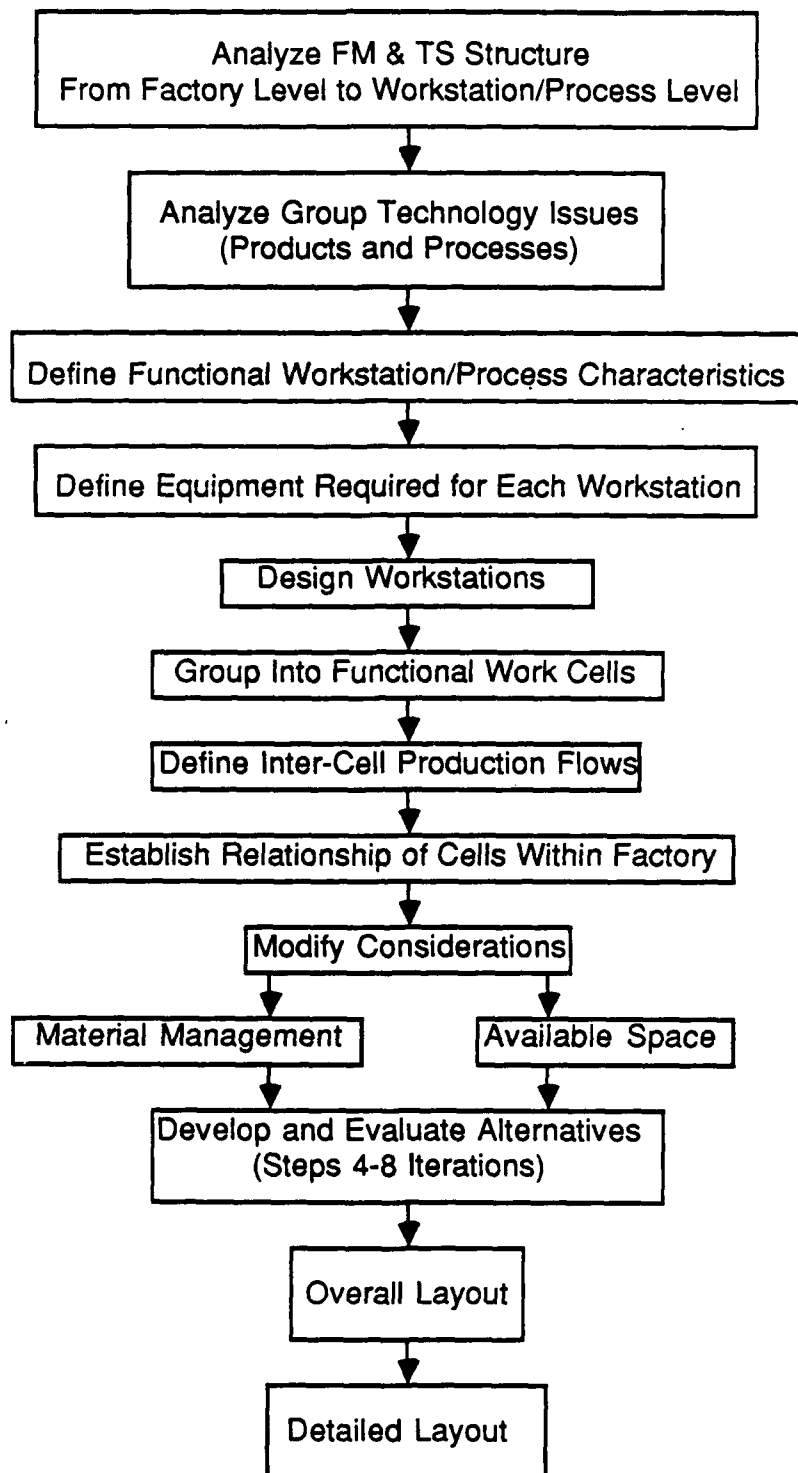 Analyze FM & TS Structure
From Factory Level to Workstation/Process Level
Analyze Group Technology Issues
(Products and Processes)
Define Functional Workstation/Process Characteristics
Define Equipment Required for Each Workstation
Design Workstations
Group Into Functional Work Cells
Define Inter-Cell Production Flows
Establish Relationship of Cells Within Factory
Modify Considerations
Material Management
Available Space
Develop and Evaluate Alternatives
(Steps 4-8 Iterations)
Overall Layout
Detailed Layout